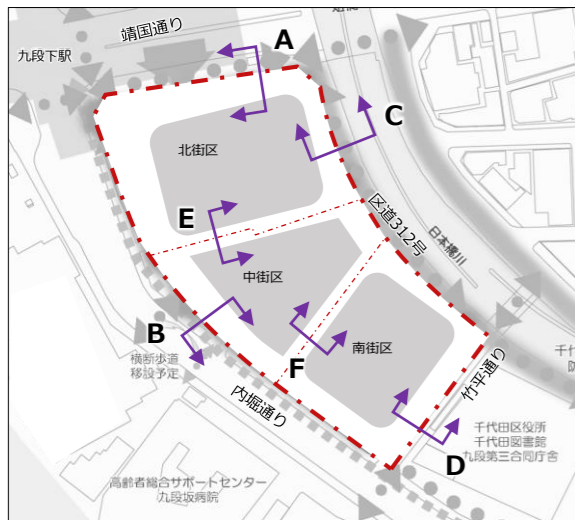 靖国通り
九段下駅
A
C
北街区
E
区道312号
日本橋川
中街区
B
横断歩道
移設予定
F
南街区
内堀通り
竹平通り
千代田区役所
千代田図書館
九段第三合同庁舎
D
高齢者総合サポートセンター
九段坂病院